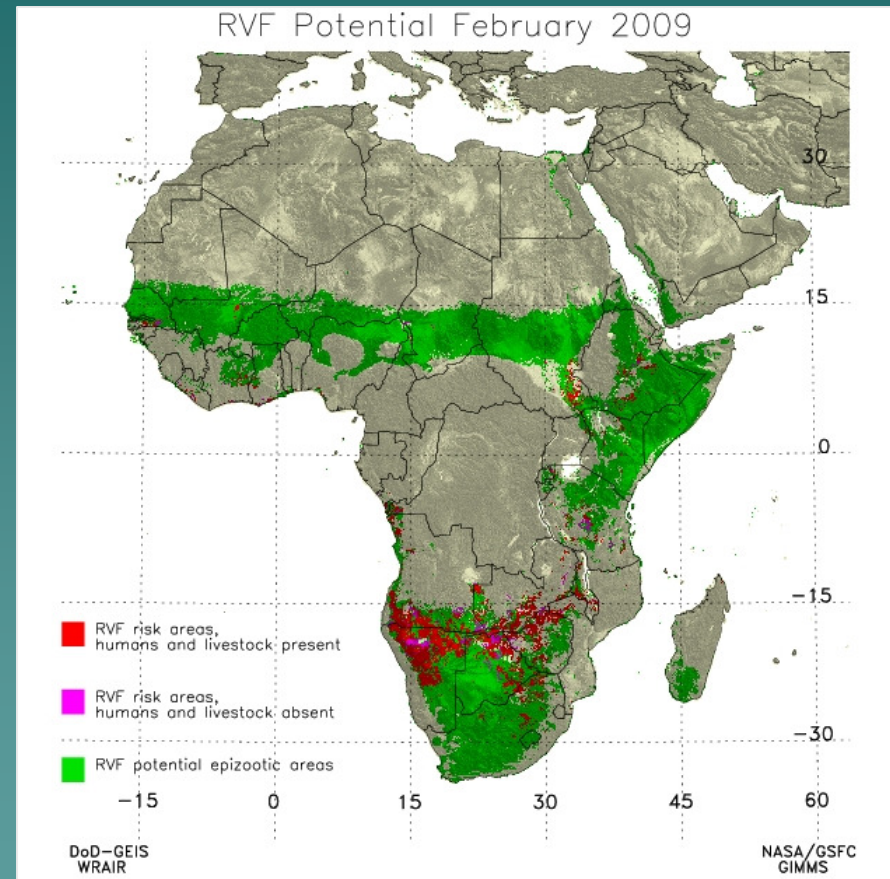 RVF Potential February 2009
30
15
0
−15
−30
RVF risk areas,
humans and livestock present
RVF risk areas,
humans and livestock absent
RVF potential epizootic areas
−15 0 15 30 45 60
DoD−GEIS
WRAIR
NASA/GSFC
GIMMS